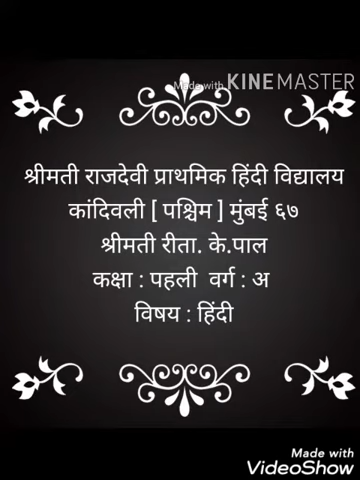 Made with KINEMASTER
श्रीमती राजदेवी प्राथमिक हिंदी विद्यालय
कांदिवली [ पश्चिम ] मुंबई ६७
श्रीमती रीता. के.पाल
कक्षा : पहली वर्ग : अ
विषय : हिंदी
Made with
VideoShow